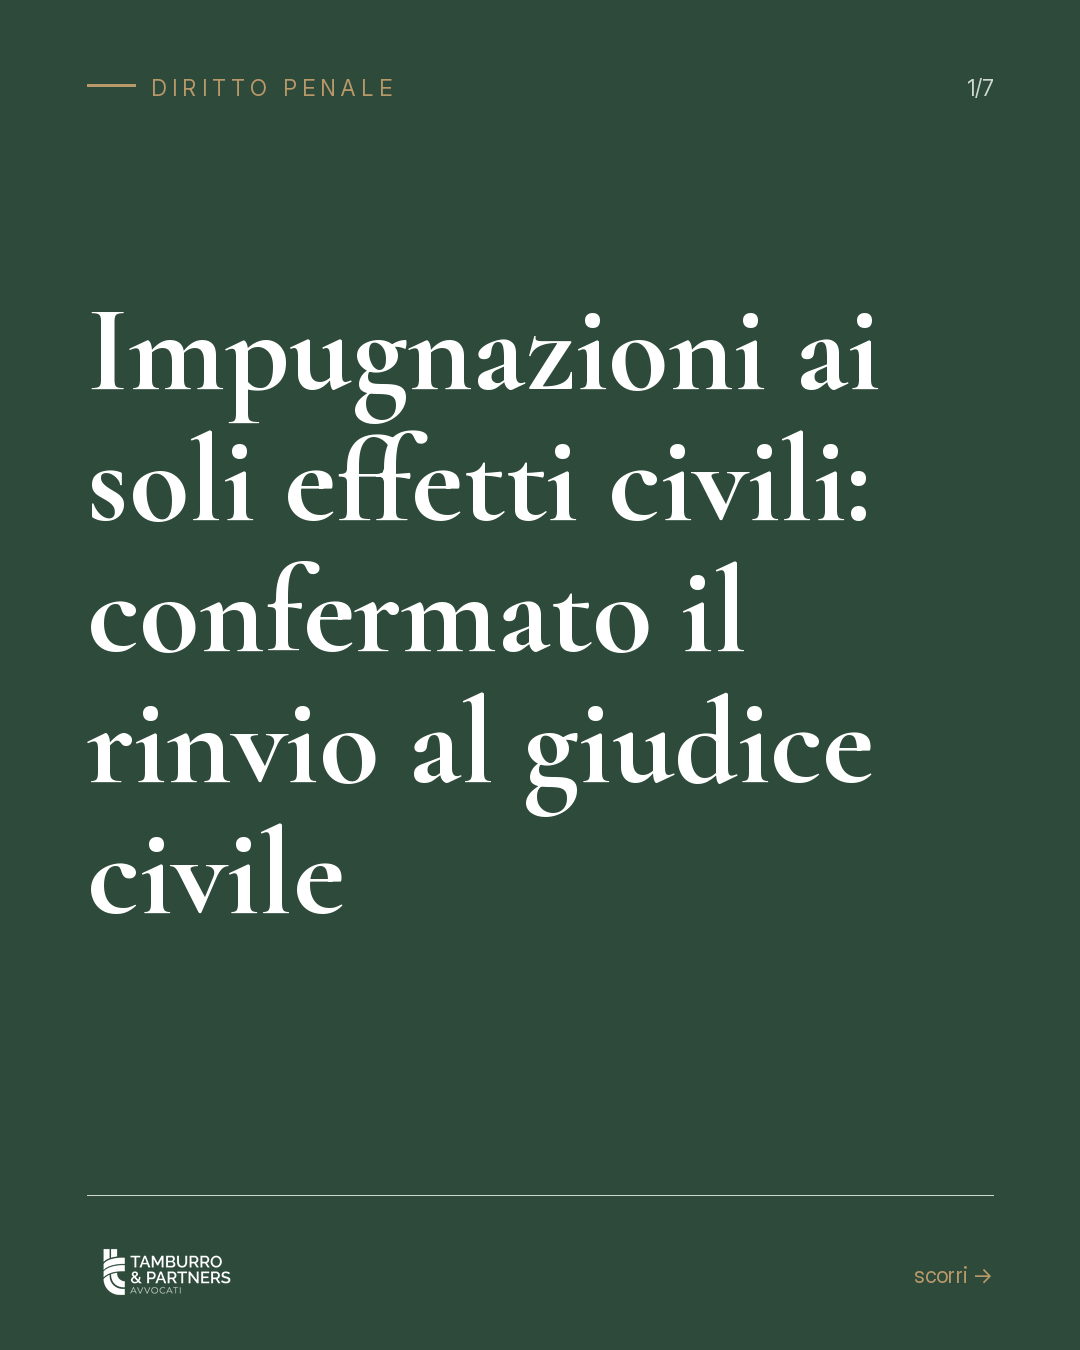 DIRITTO PENALE
1/7
Impugnazioni ai
soli effetti civili:
confermato il
rinvio al giudice
civile
TAMBURRO
& PARTNERS
AVVOCATI
scorri →